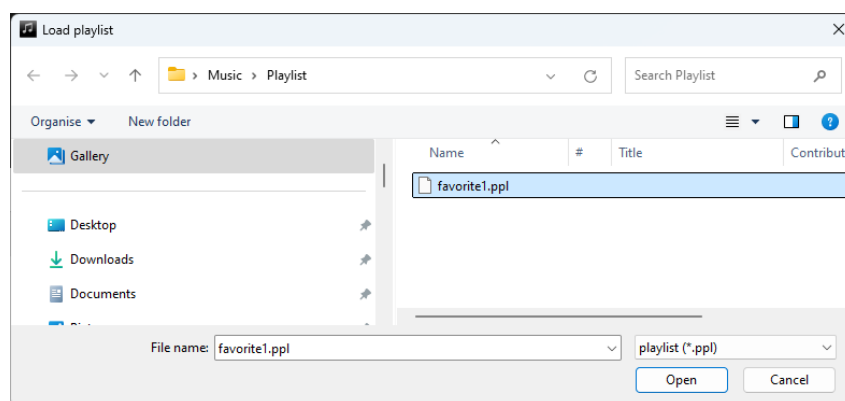 Load playlist
Music > Playlist
Search Playlist
Organise
New folder
Gallery
Name
#
Title
Contribut
favorite1.ppl
Desktop
Downloads
Documents
File name:
favorite1.ppl
playlist (*.ppl)
Open
Cancel